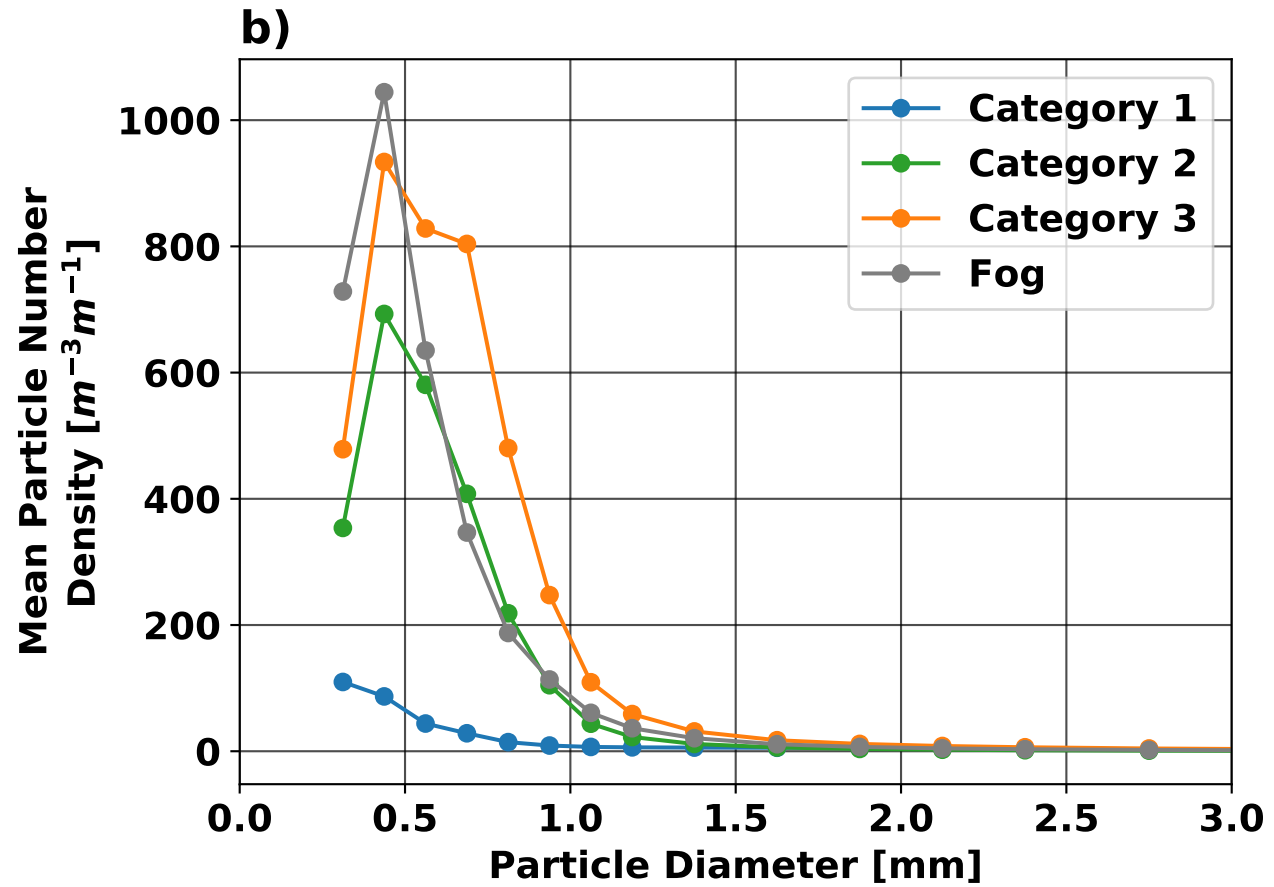 b)
Mean Particle Number
Density [m⁻³m⁻¹]
1000
800
600
400
200
0
Category 1
Category 2
Category 3
Fog
0.0 0.5 1.0 1.5 2.0 2.5 3.0
Particle Diameter [mm]